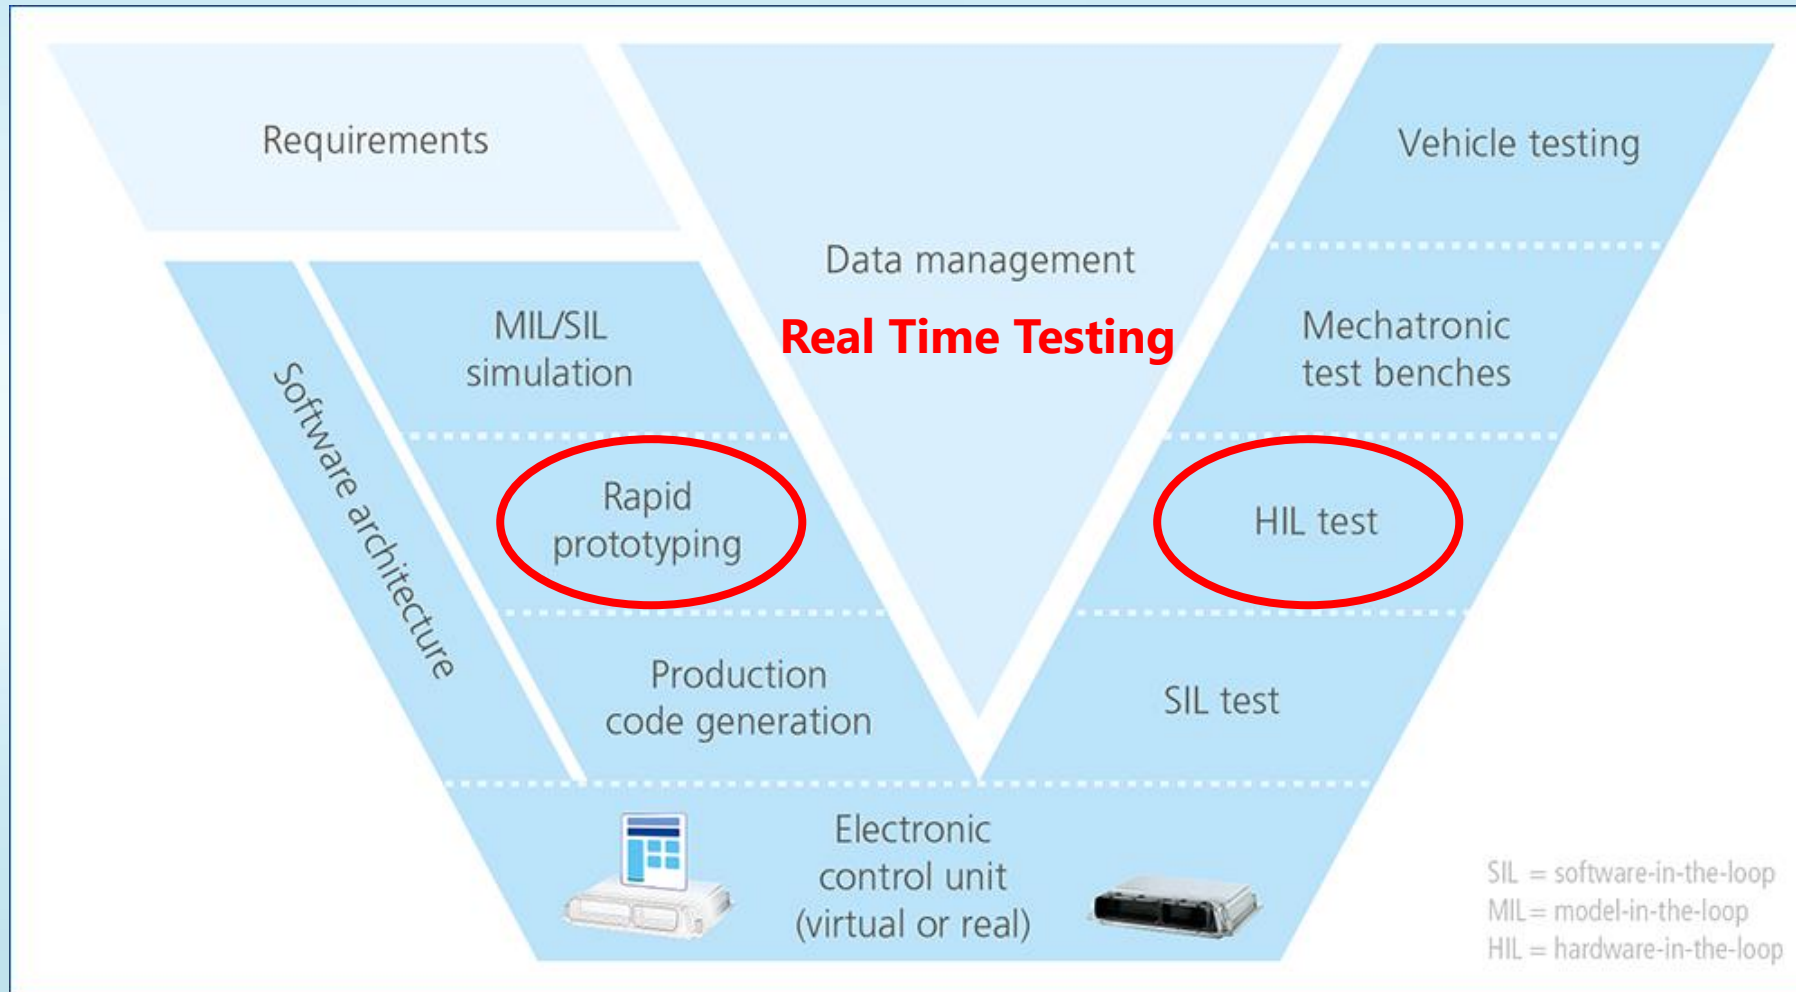 Requirements
Data management
Real Time Testing
Vehicle testing
MIL/SIL
simulation
Mechatronic
test benches
Software architecture
Rapid
prototyping
HIL test
Production
code generation
SIL test
Electronic
control unit
(virtual or real)
SIL = software-in-the-loop
MIL = model-in-the-loop
HIL = hardware-in-the-loop